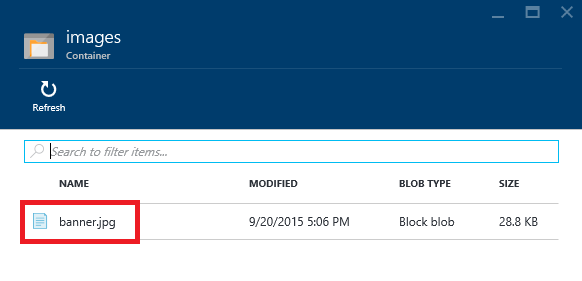 images
Container
Refresh
Search to filter items...
NAME MODIFIED BLOB TYPE SIZE
banner.jpg 9/20/2015 5:06 PM Block blob 28.8 KB